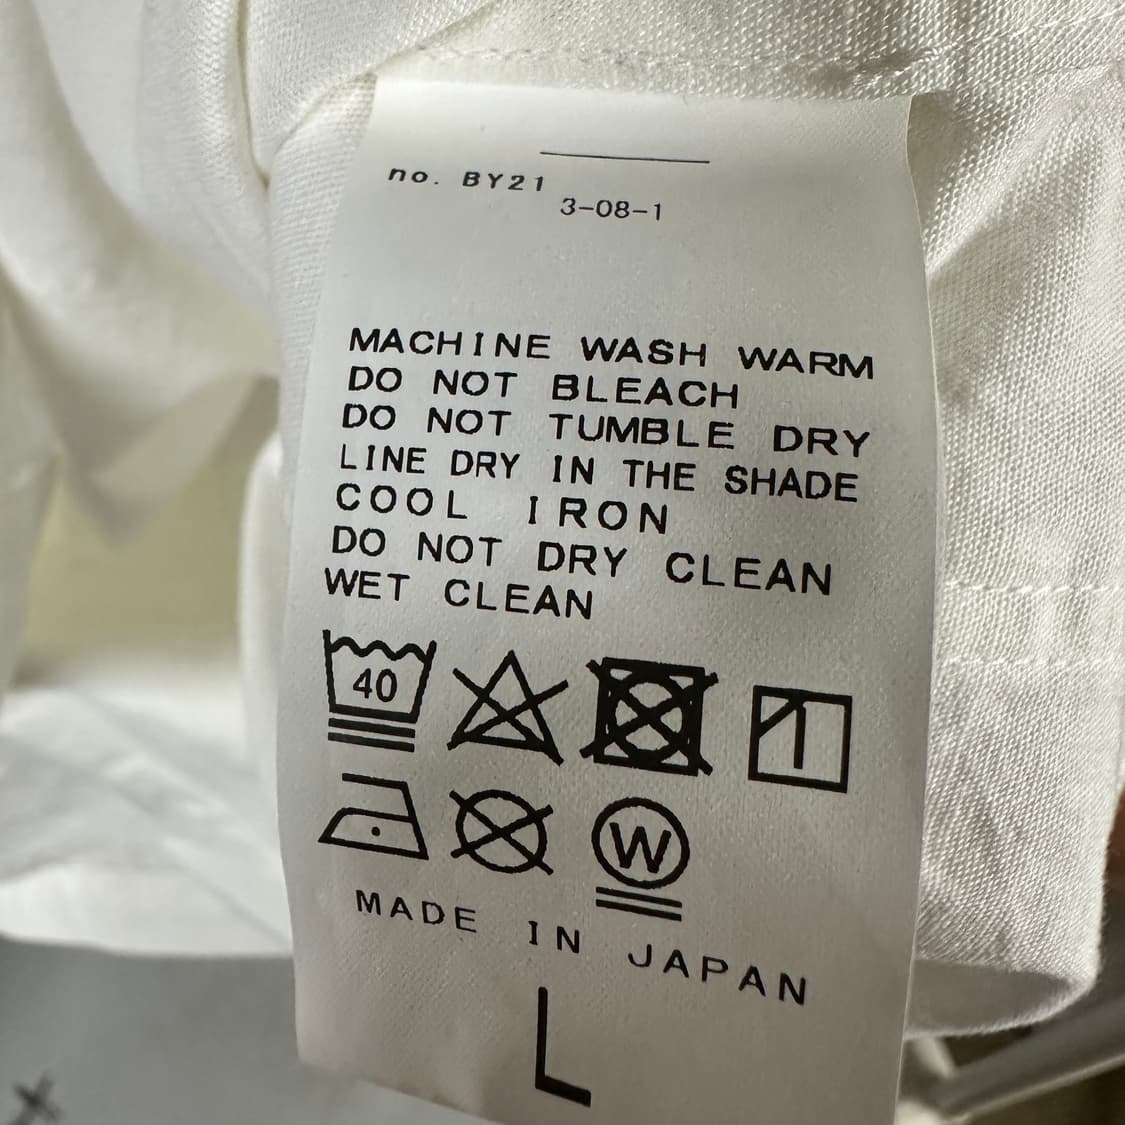 no. BY21
3-08-1
MACHINE WASH WARM
DO NOT BLEACH
DO NOT TUMBLE DRY
LINE DRY IN THE SHADE
COOL IRON
DO NOT DRY CLEAN
WET CLEAN
40
W
MADE IN JAPAN
L